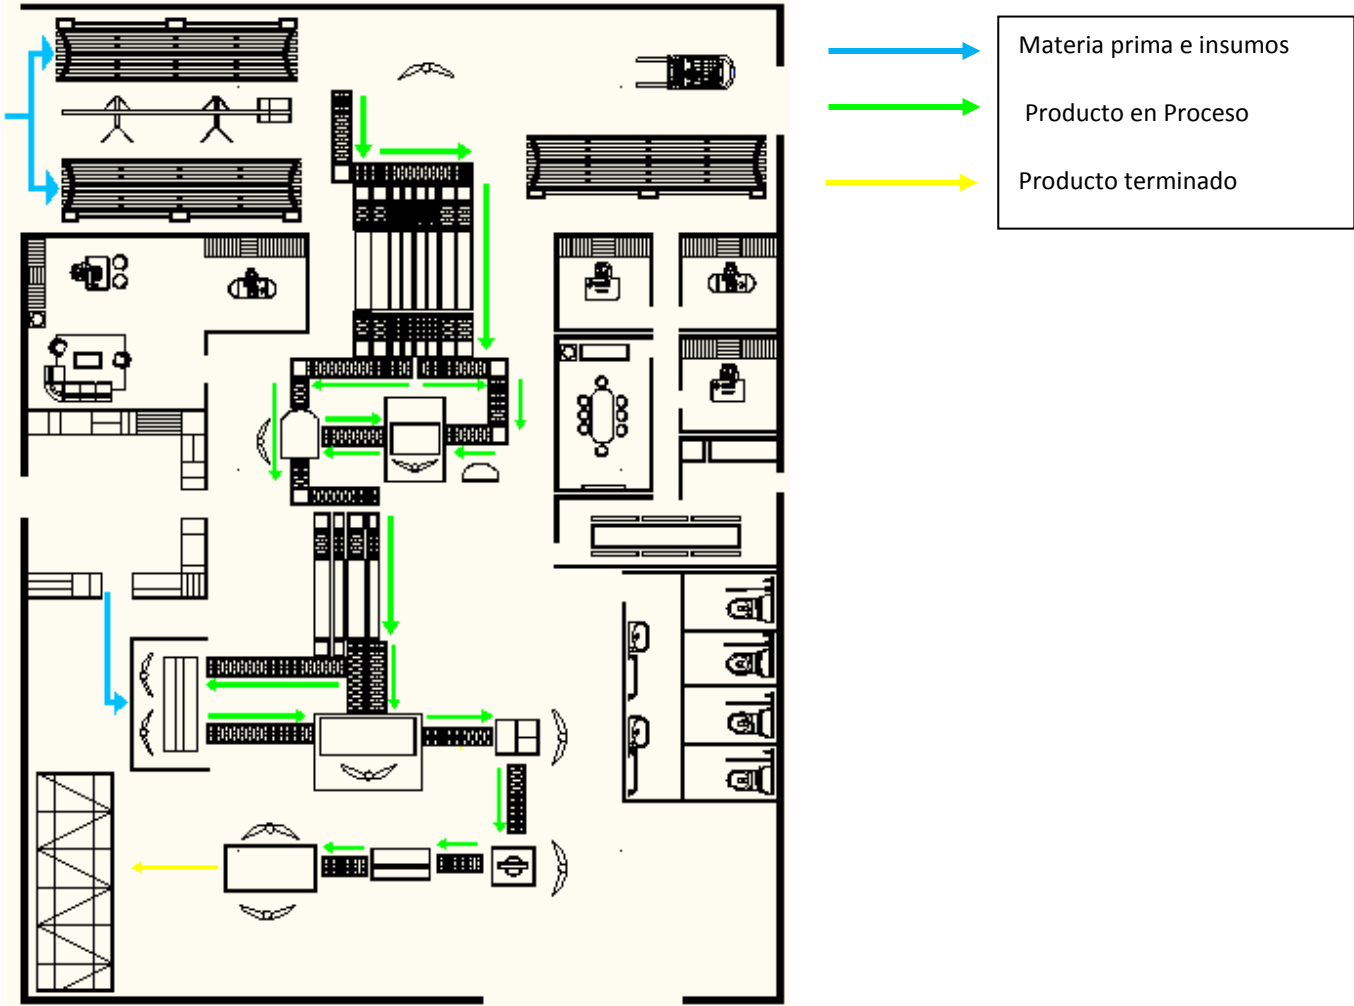 Materia prima e insumos
Producto en Proceso
Producto terminado